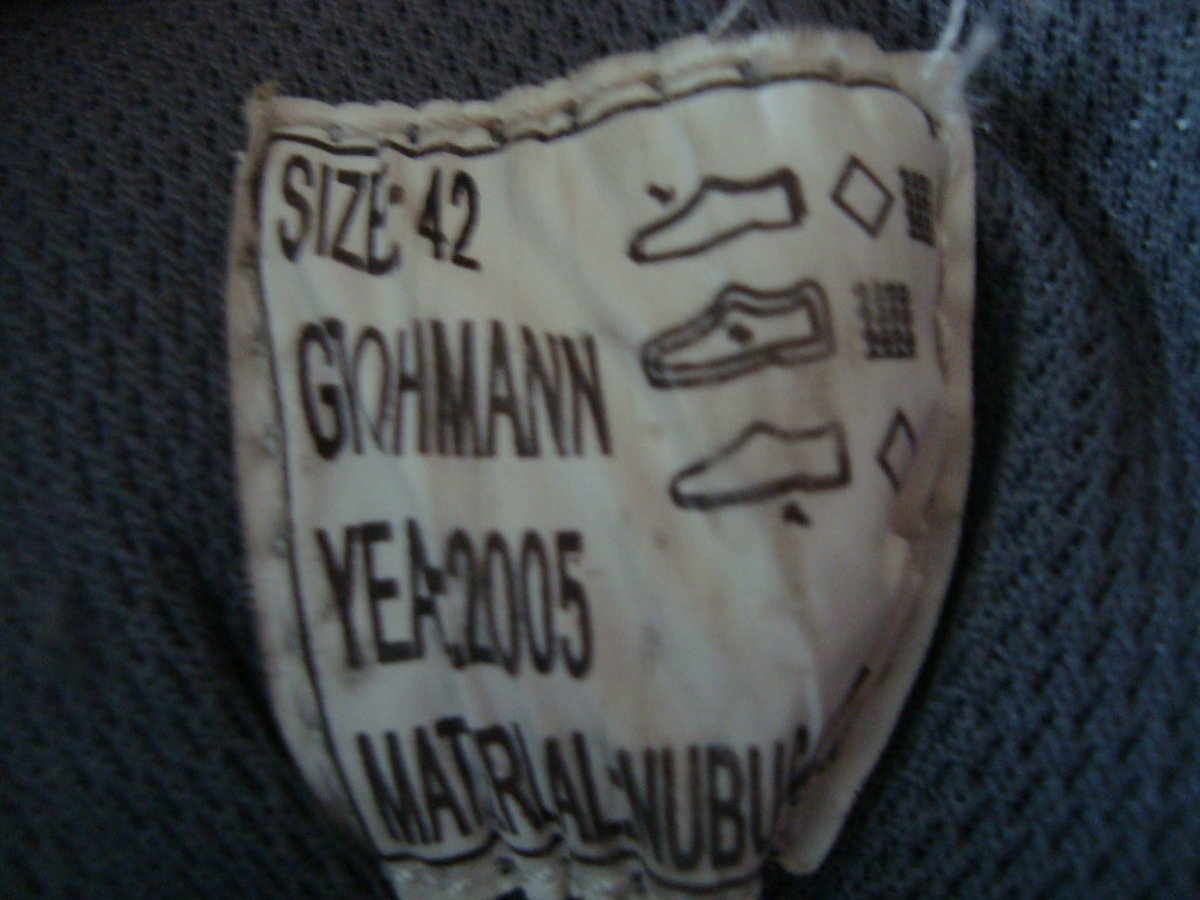 SIZE: 42
GIOHMANN
YEA:2005
MATRIAL:NUBU